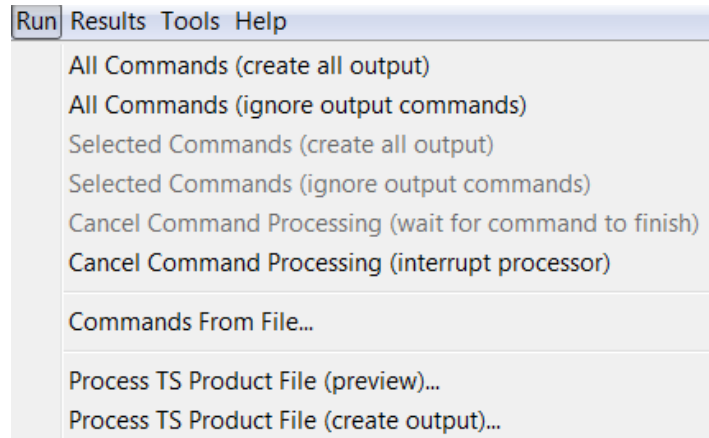 Run Results Tools Help
All Commands (create all output)
All Commands (ignore output commands)
Selected Commands (create all output)
Selected Commands (ignore output commands)
Cancel Command Processing (wait for command to finish)
Cancel Command Processing (interrupt processor)
Commands From File...
Process TS Product File (preview)...
Process TS Product File (create output)...